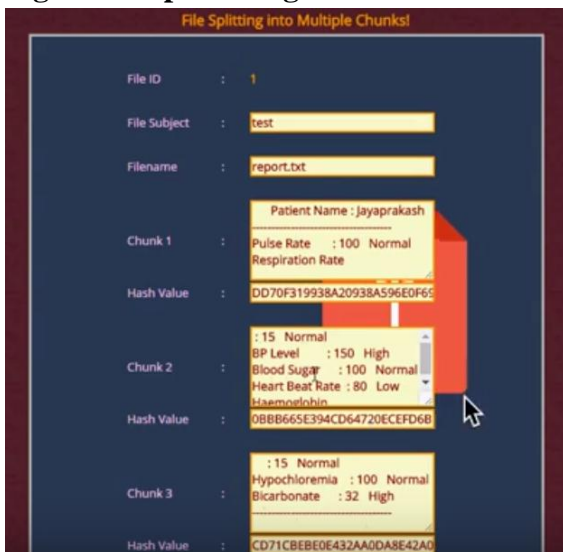 File Splitting into Multiple Chunks!
File ID : 1
File Subject : test
Filename : report.txt
Chunk 1 :
Patient Name : Jayaprakash
----------------------------------------
Pulse Rate : 100 Normal
Respiration Rate
Hash Value : DD70F319938A20938A596E0F69
Chunk 2 :
: 15 Normal
BP Level : 150 High
Blood Sugar : 100 Normal
Heart Beat Rate : 80 Low
Haemoglobin
Hash Value : 0BBB665E394CD64720ECEFD6B
Chunk 3 :
: 15 Normal
Hypochloremia : 100 Normal
Bicarbonate : 32 High
----------------------------------------
Hash Value : CD71CBEBE0E432AA0DA8E42A0